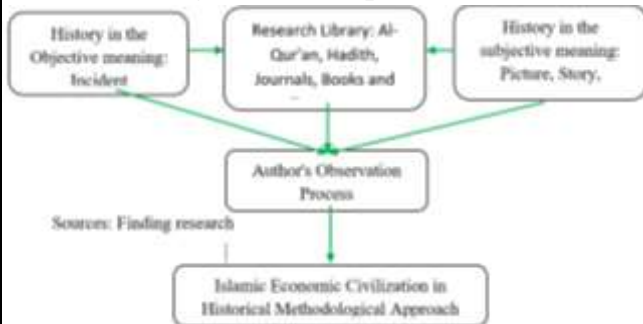 History in the
Objective meaning:
Incident
Research Library: Al-
Qur'an, Hadith,
Journals, Books and
History in the
subjective meaning:
Picture, Story,
Author's Observation
Process
Sources: Finding research
Islamic Economic Civilization in
Historical Methodological Approach